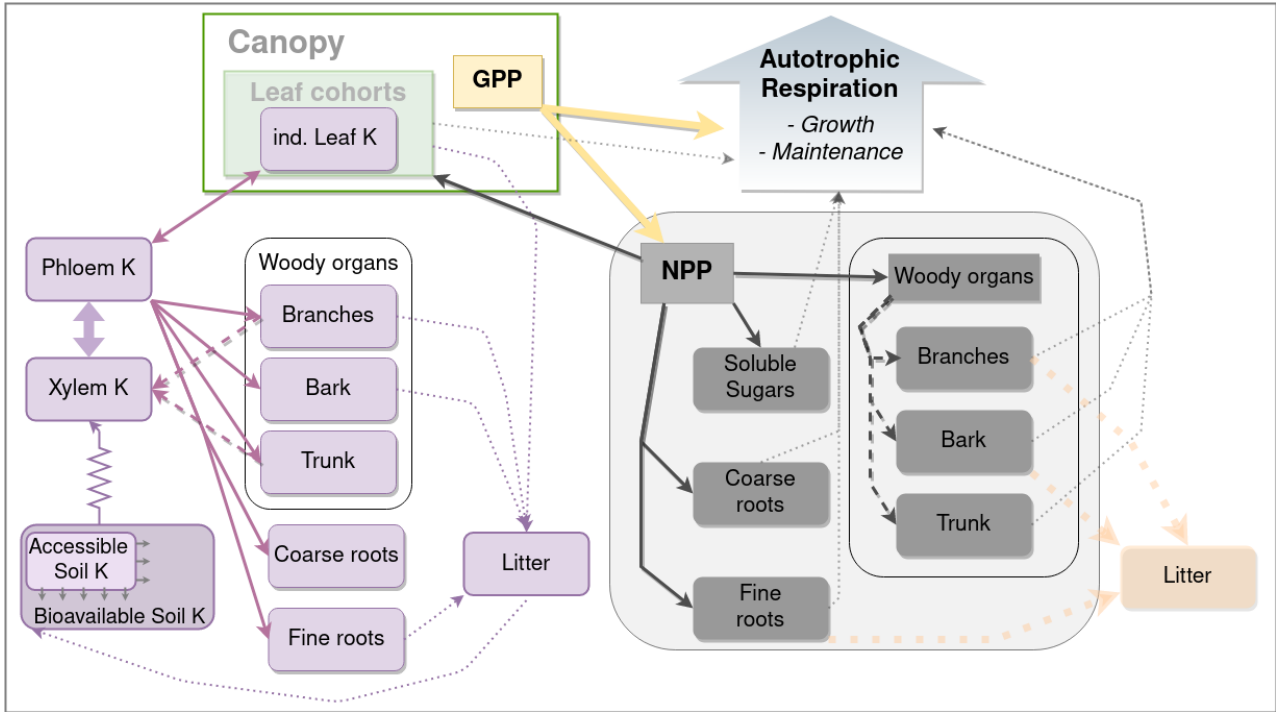 Canopy
Leaf cohorts
ind. Leaf K
GPP
Autotrophic
Respiration
- Growth
- Maintenance
Phloem K
Xylem K
Woody organs
Branches
Bark
Trunk
Coarse roots
Fine roots
Accessible
Soil K
Bioavailable Soil K
Litter
NPP
Soluble
Sugars
Coarse
roots
Fine
roots
Woody organs
Branches
Bark
Trunk
Litter